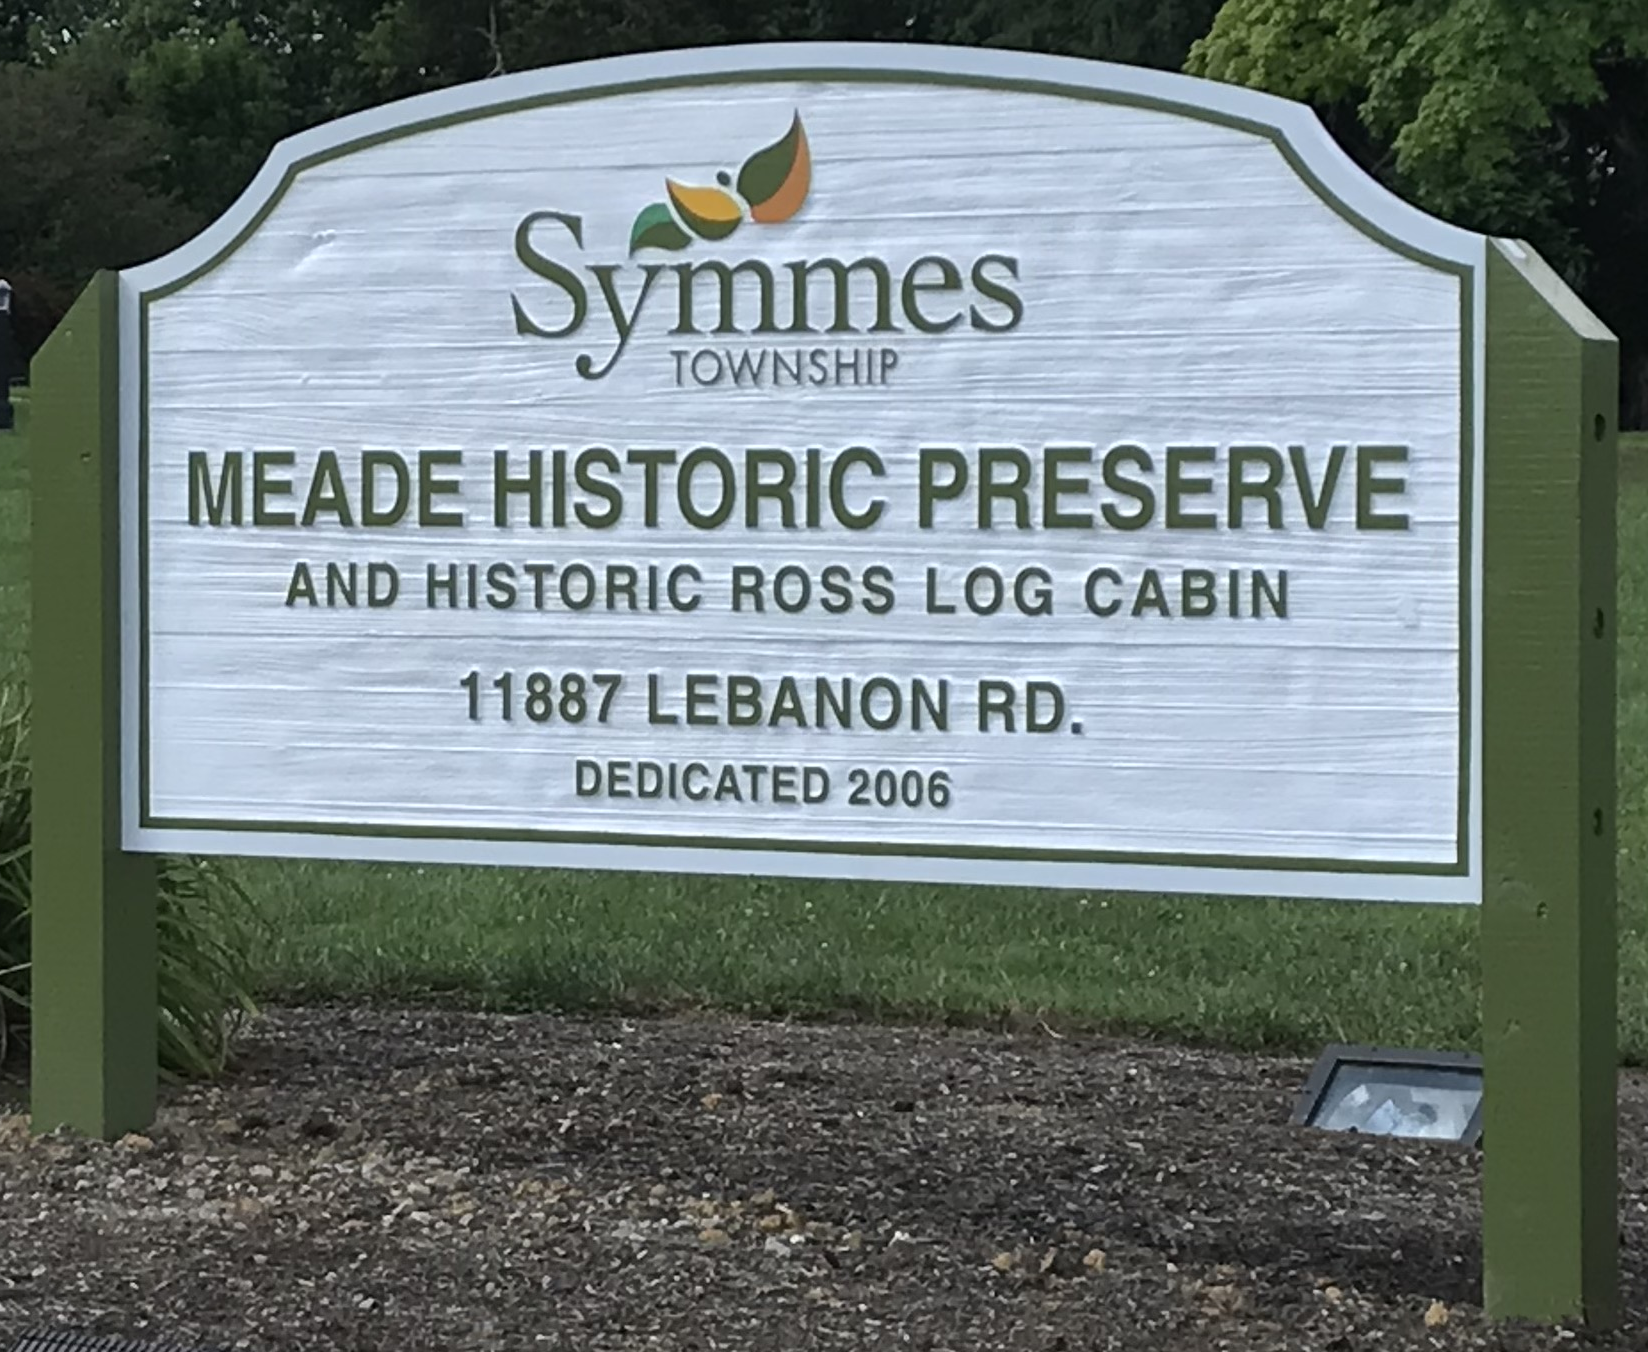 Symmes
TOWNSHIP
MEADE HISTORIC PRESERVE
AND HISTORIC ROSS LOG CABIN
11887 LEBANON RD.
DEDICATED 2006